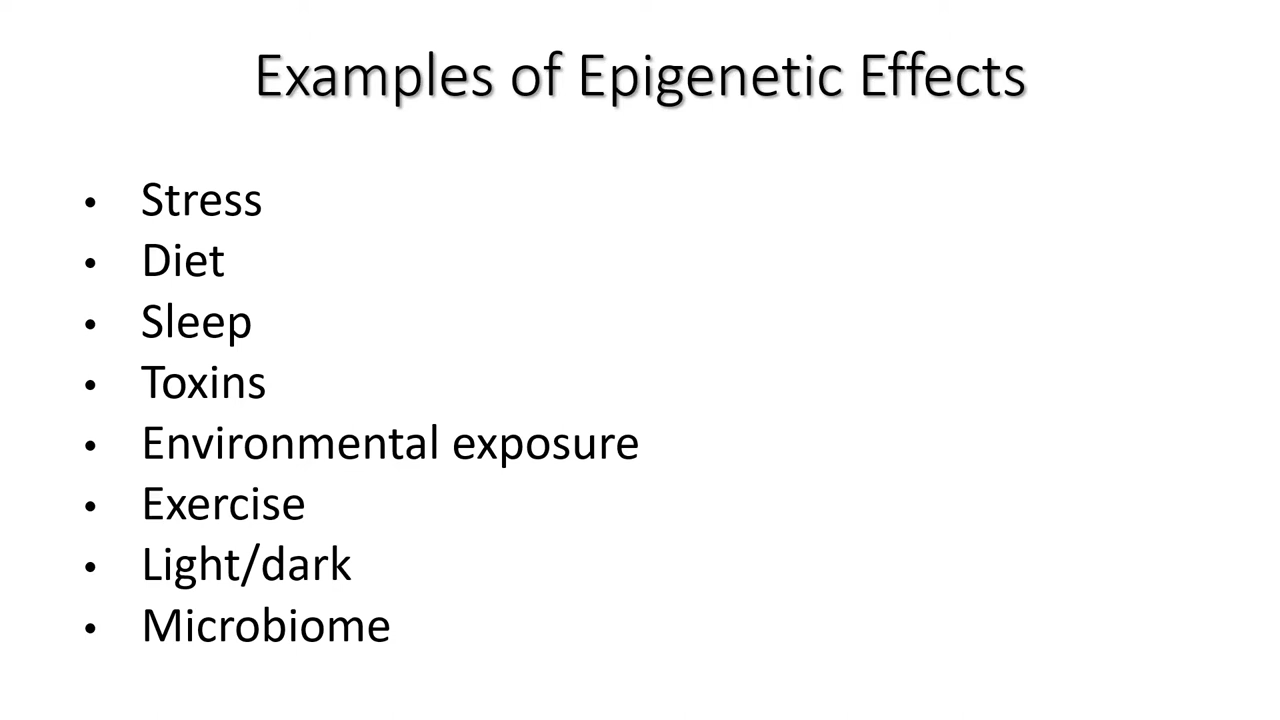 Examples of Epigenetic Effects
• Stress
• Diet
• Sleep
• Toxins
• Environmental exposure
• Exercise
• Light/dark
• Microbiome